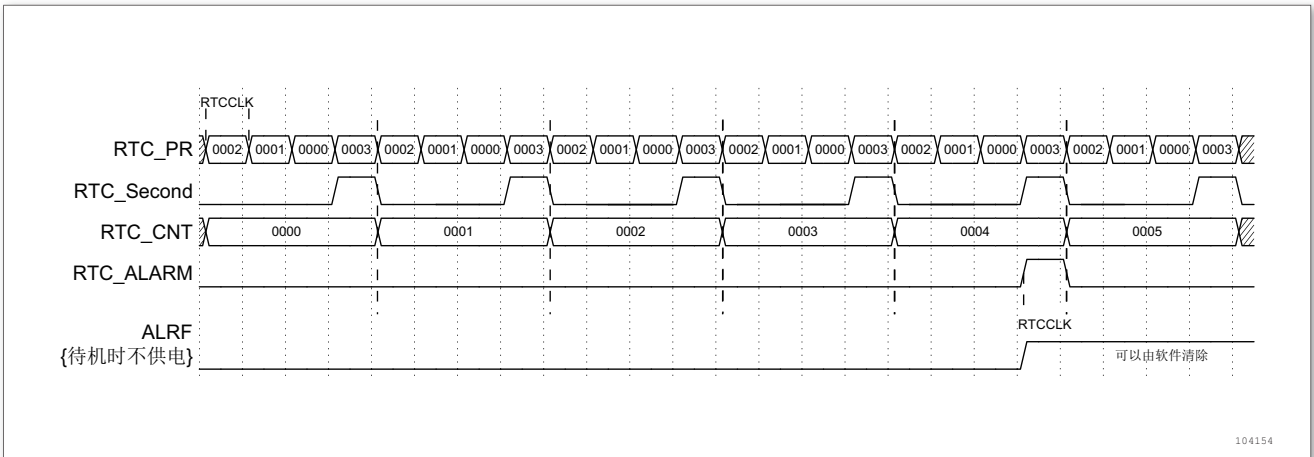 RTCCLK
RTC_PR 0002 0001 0000 0003 0002 0001 0000 0003 0002 0001 0000 0003 0002 0001 0000 0003 0002 0001 0000 0003 0002 0001 0000 0003
RTC_Second
RTC_CNT 0000 0001 0002 0003 0004 0005
RTC_ALARM
RTCCLK
ALRF
{待机时不供电} 可以由软件清除
104154